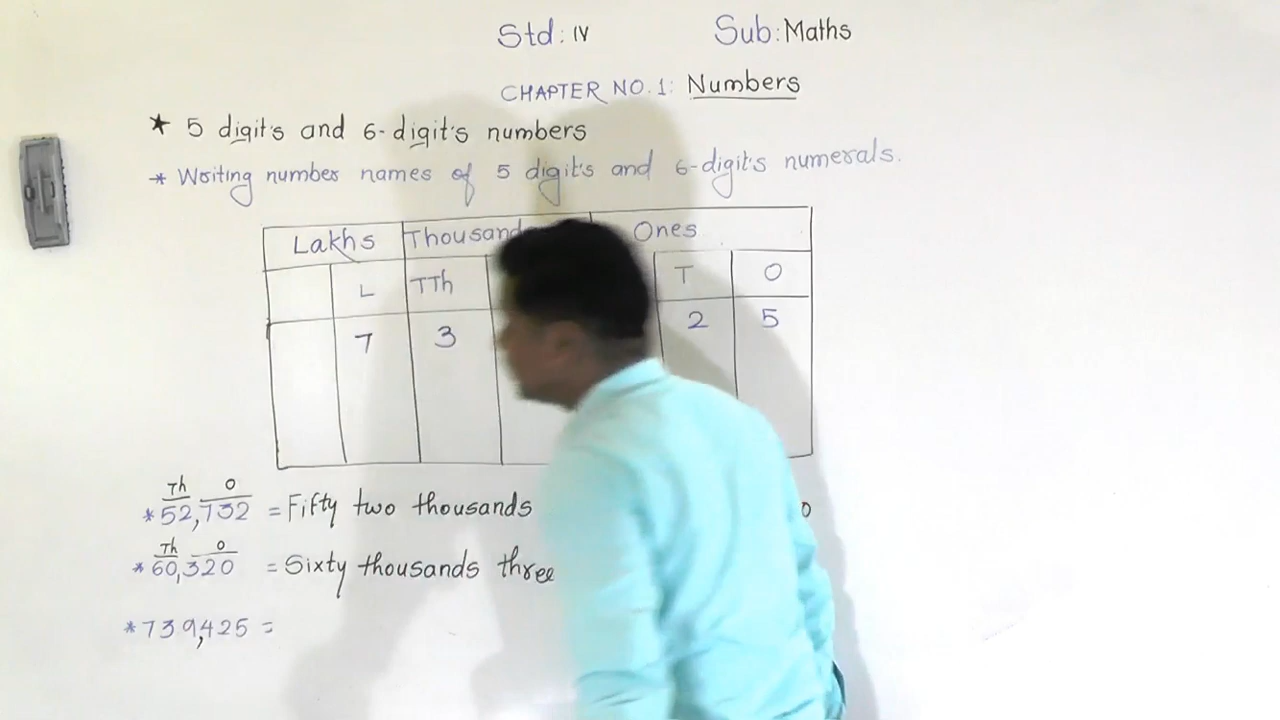 Std: IV Sub: Maths
CHAPTER NO. 1: Numbers
* 5 digit's and 6-digit's numbers
* Writing number names of 5 digit's and 6-digit's numerals.
Lakhs Thousand Ones
L TTh T O
7 3 2 5
Th O
* 52,732 = Fifty two thousands
Th O
* 60,320 = Sixty thousands three
* 739,425 =